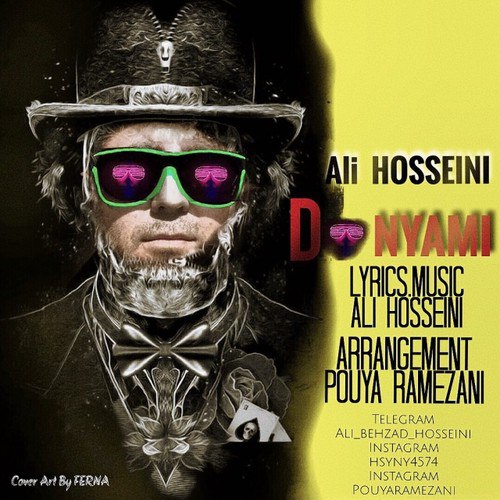 Ali HOSSEINI
DONYAMI
LYRICS,MUSIC
ALI HOSSEINI
ARRANGEMENT
POUYA RAMEZANI
TELEGRAM
ALI_BEHZAD_HOSSEINI
INSTAGRAM
HSYNY4574
INSTAGRAM
POUYARAMEZANI
Cover Art By FERNA